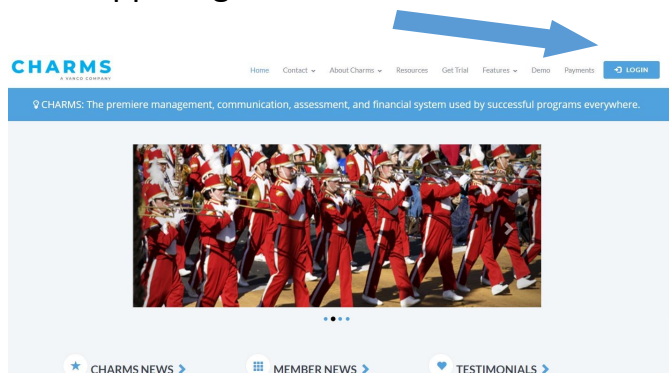 CHARMS
A VANCO COMPANY
Home Contact About Charms Resources Get Trial Features Demo Payments LOGIN
CHARMS: The premiere management, communication, assessment, and financial system used by successful programs everywhere.
CHARMS NEWS MEMBER NEWS TESTIMONIALS